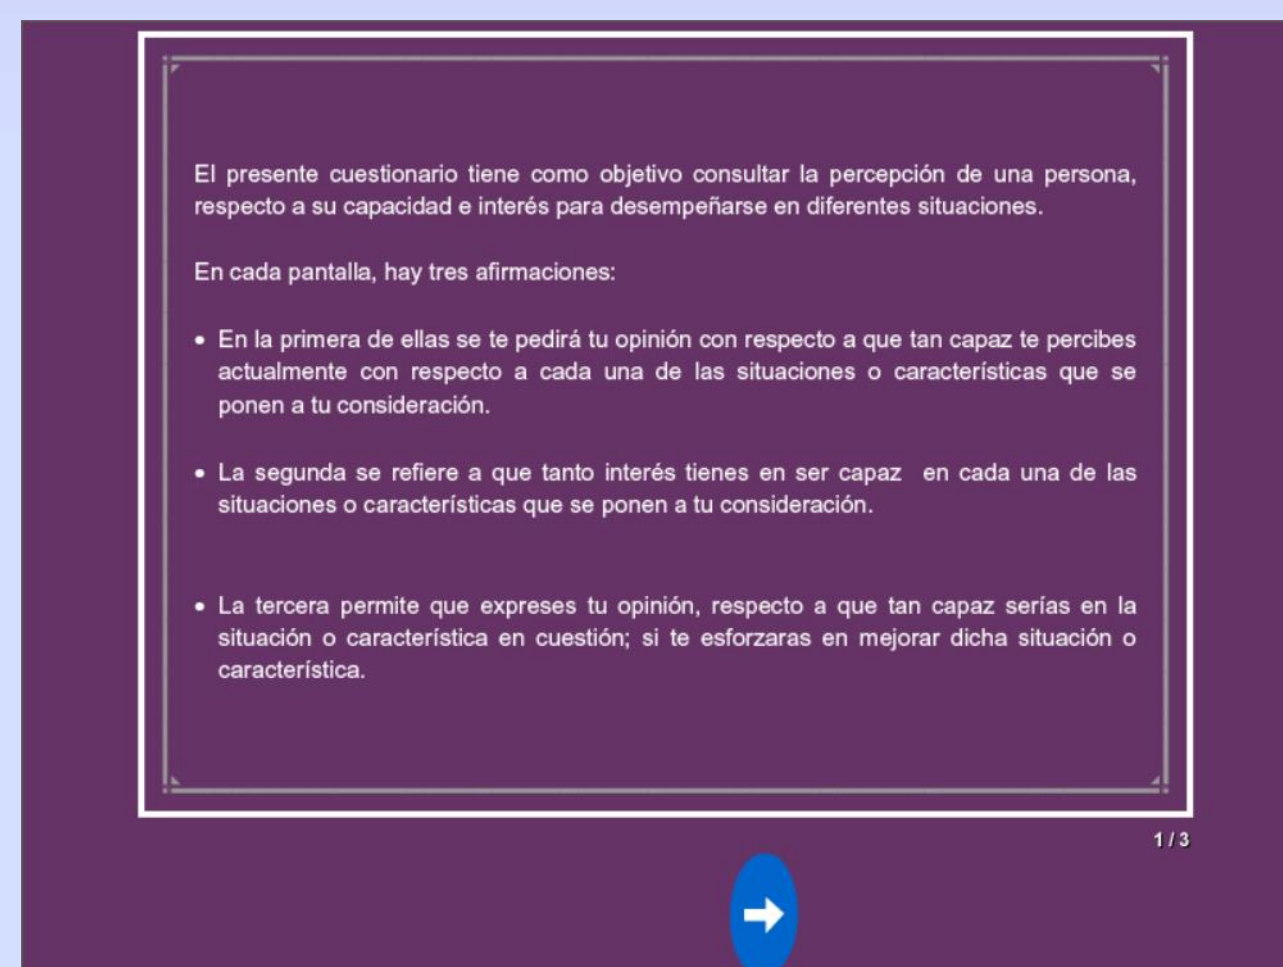 El presente cuestionario tiene como objetivo consultar la percepción de una persona,
respecto a su capacidad e interés para desempeñarse en diferentes situaciones.
En cada pantalla, hay tres afirmaciones:
• En la primera de ellas se te pedirá tu opinión con respecto a que tan capaz te percibes
actualmente con respecto a cada una de las situaciones o características que se
ponen a tu consideración.
• La segunda se refiere a que tanto interés tienes en ser capaz en cada una de las
situaciones o características que se ponen a tu consideración.
• La tercera permite que expreses tu opinión, respecto a que tan capaz serías en la
situación o característica en cuestión; si te esforzaras en mejorar dicha situación o
característica.
1 / 3